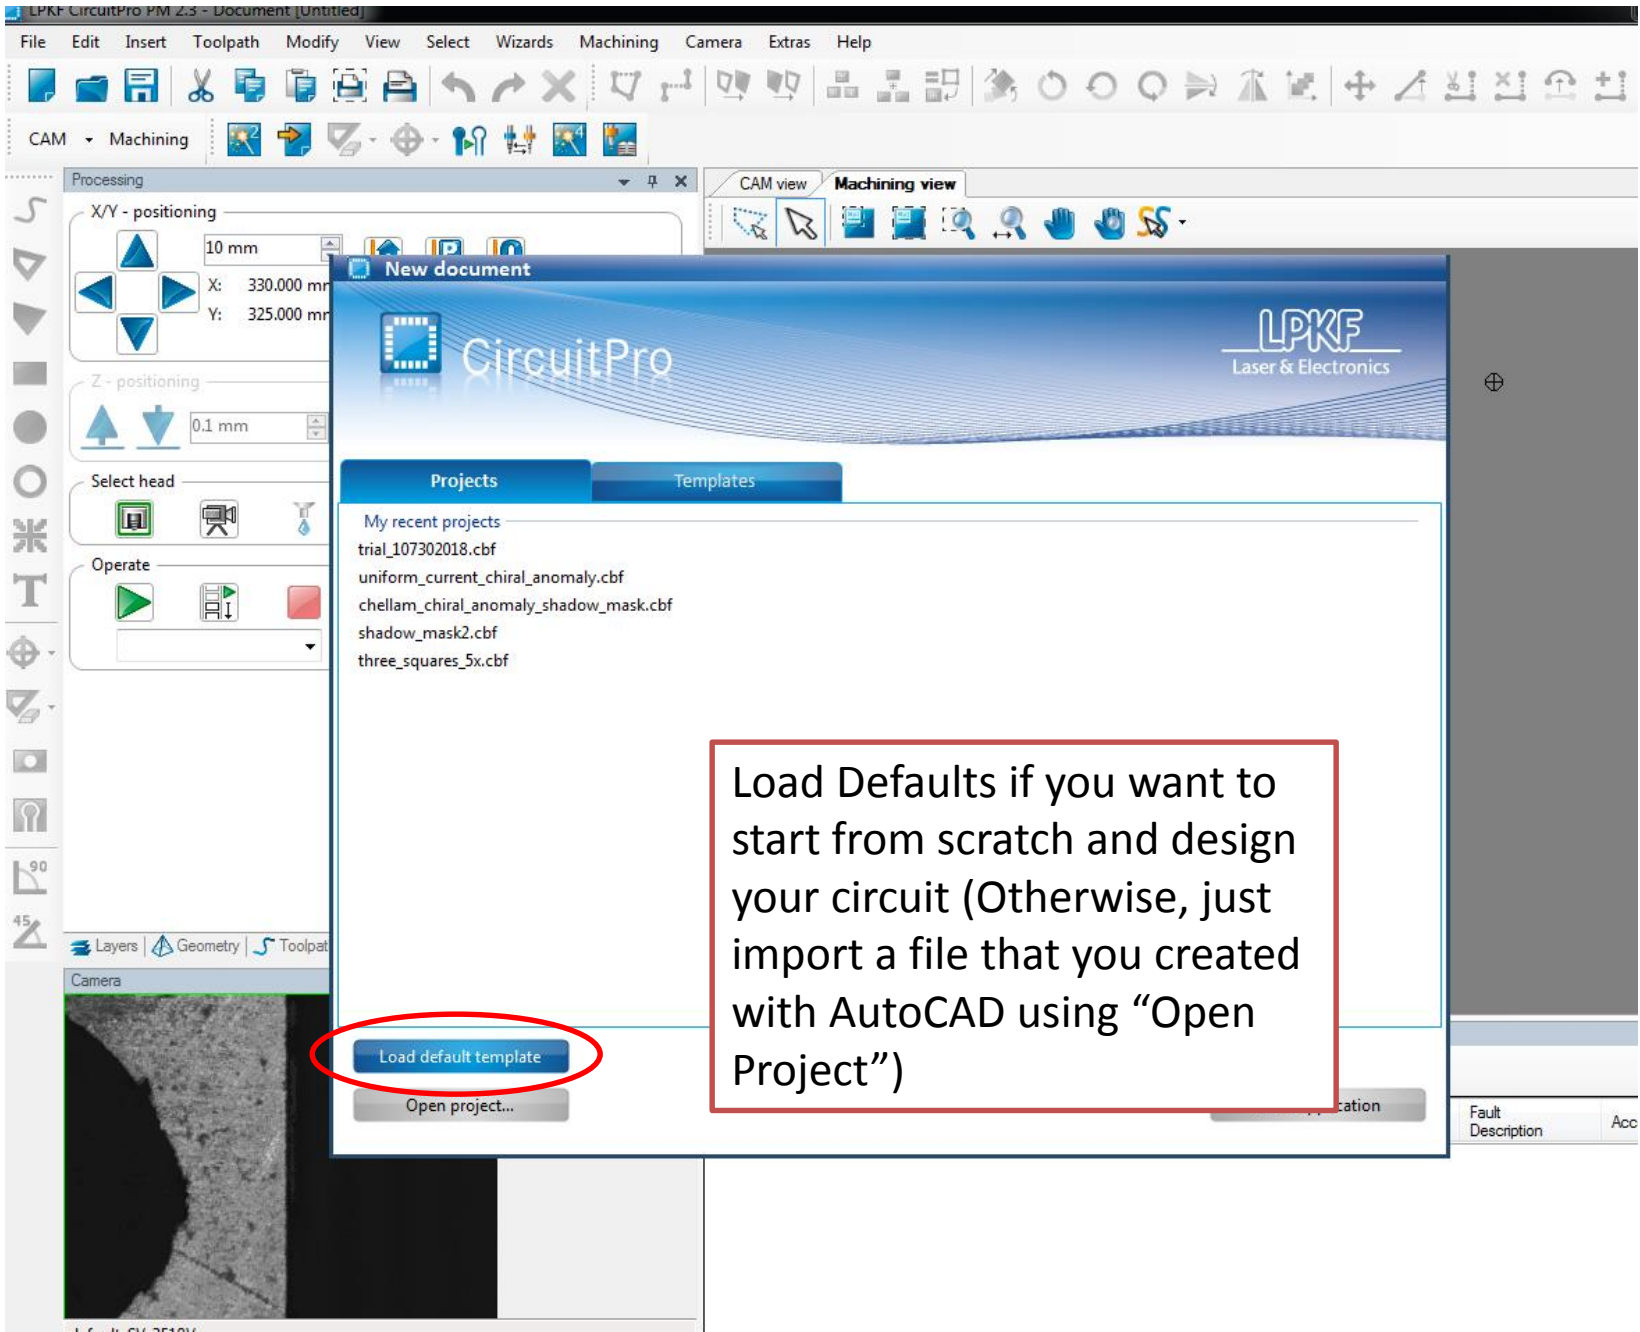 LPKF CircuitPro PM 2.3 - Document [Untitled]
File Edit Insert Toolpath Modify View Select Wizards Machining Camera Extras Help
CAM Machining
Processing
CAM view Machining view
X/Y - positioning
10 mm
X: 330.000 mm
Y: 325.000 mm
Z - positioning
0.1 mm
Select head
Operate
90
45
Layers Geometry Toolpat
Camera
New document
CircuitPro
LPKF
Laser & Electronics
Projects Templates
My recent projects
trial_107302018.cbf
uniform_current_chiral_anomaly.cbf
chellam_chiral_anomaly_shadow_mask.cbf
shadow_mask2.cbf
three_squares_5x.cbf
Load Defaults if you want to
start from scratch and design
your circuit (Otherwise, just
import a file that you created
with AutoCAD using “Open
Project”)
Load default template
Open project...
Fault
Description
Acc